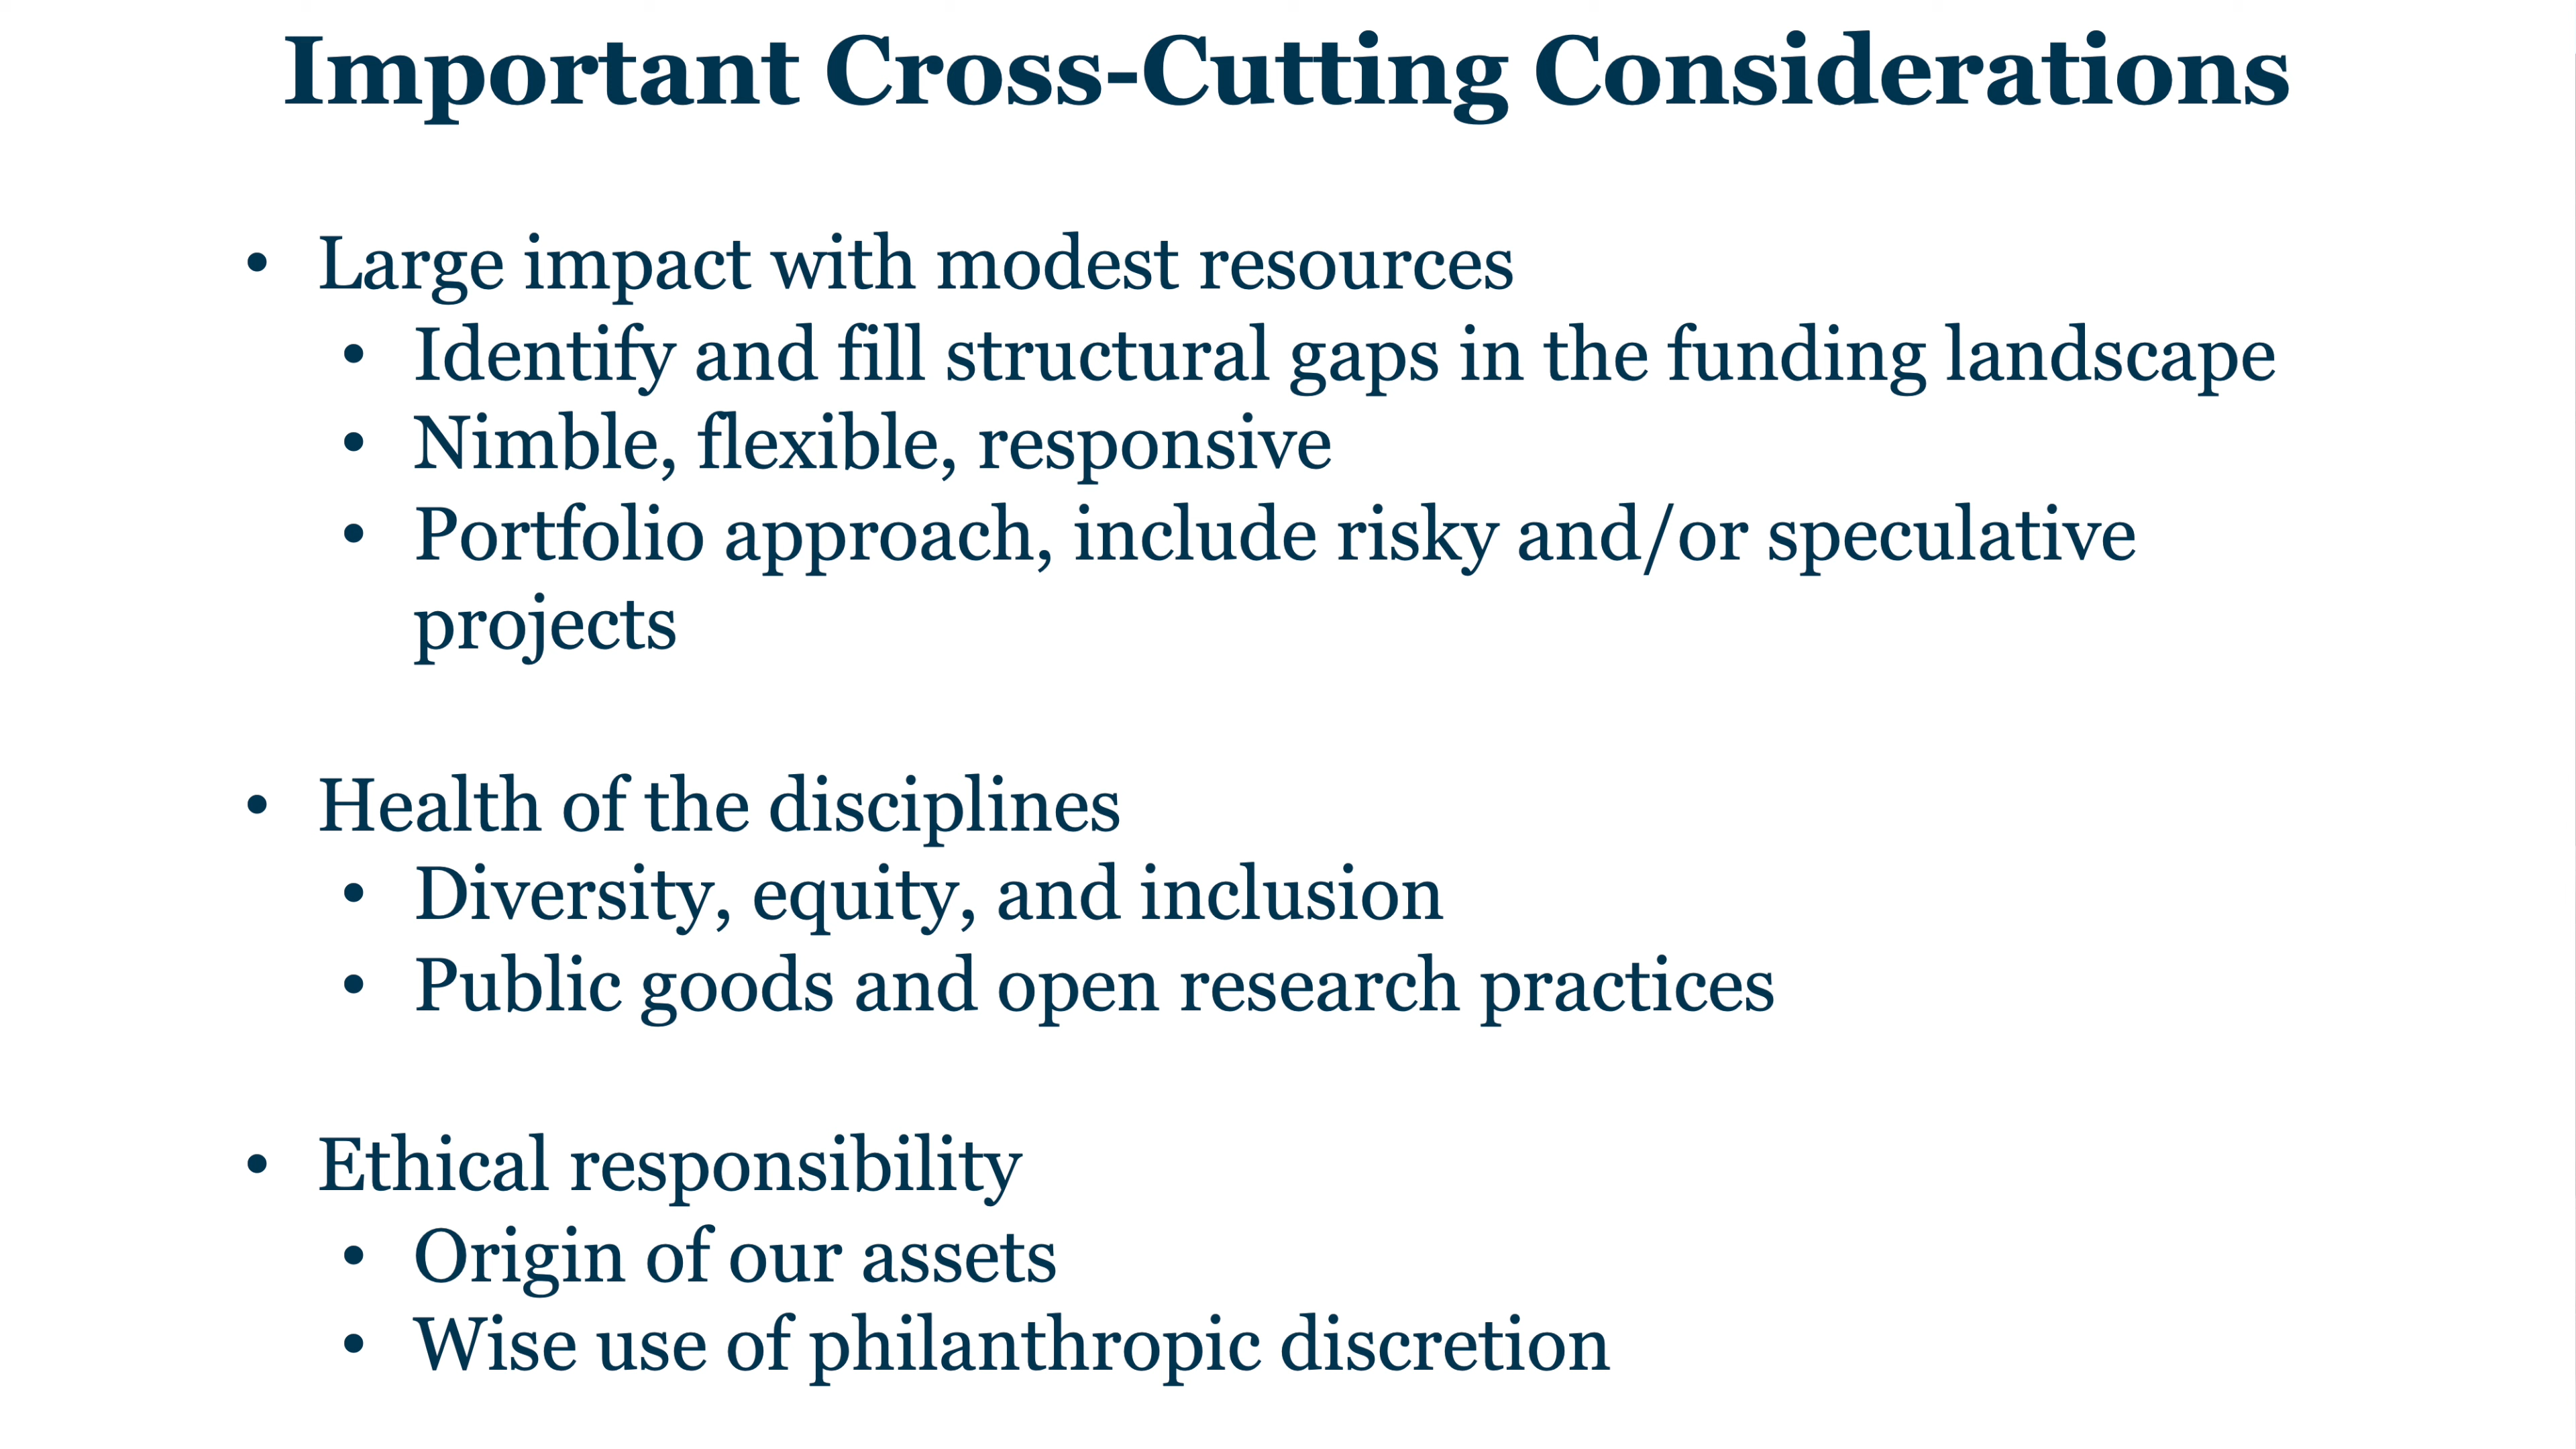 Important Cross-Cutting Considerations
• Large impact with modest resources
• Identify and fill structural gaps in the funding landscape
• Nimble, flexible, responsive
• Portfolio approach, include risky and/or speculative
projects
• Health of the disciplines
• Diversity, equity, and inclusion
• Public goods and open research practices
• Ethical responsibility
• Origin of our assets
• Wise use of philanthropic discretion